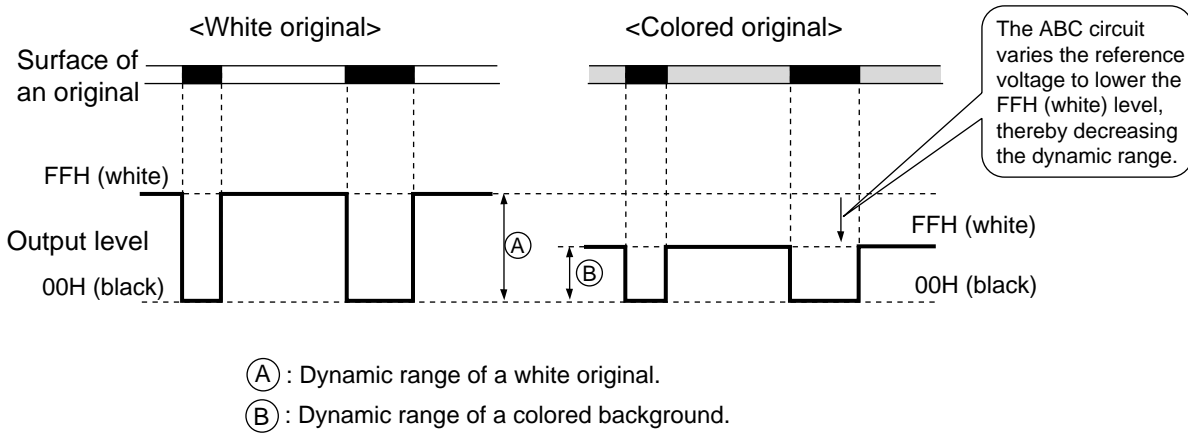 <White original>
<Colored original>
The ABC circuit
varies the reference
voltage to lower the
FFH (white) level,
thereby decreasing
the dynamic range.
Surface of
an original
FFH (white)
Output level
00H (black)
A
B
FFH (white)
00H (black)
A : Dynamic range of a white original.
B : Dynamic range of a colored background.